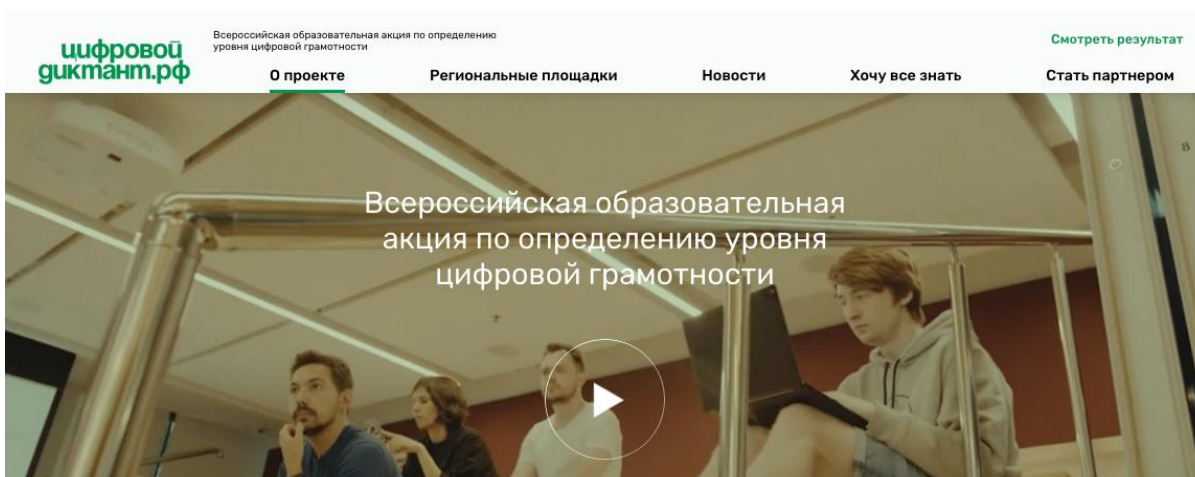 цифровой
диктант.рф
Всероссийская образовательная акция по определению
уровня цифровой грамотности
Смотреть результат
О проекте
Региональные площадки
Новости
Хочу все знать
Стать партнером
Всероссийская образовательная
акция по определению уровня
цифровой грамотности
8